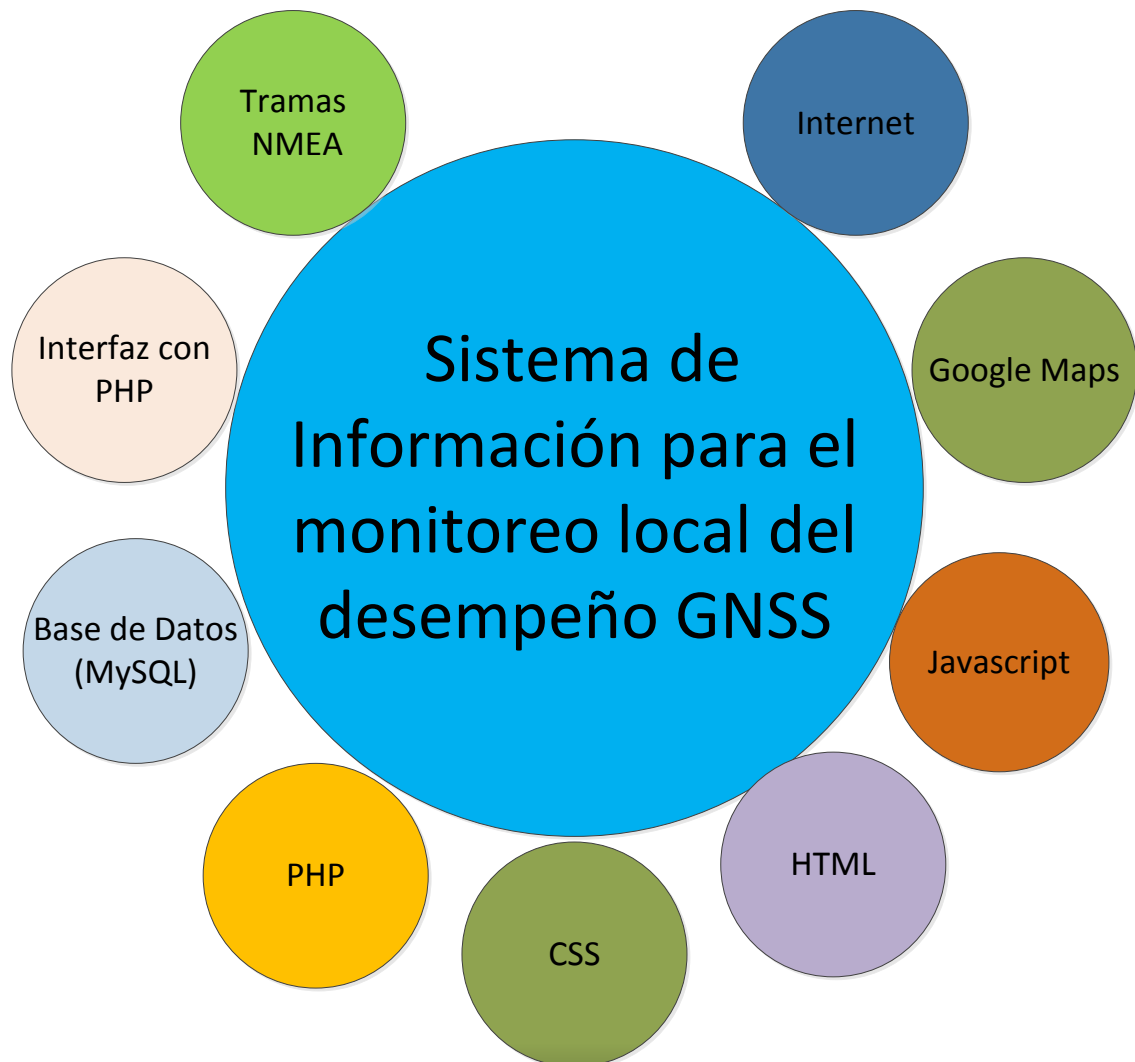 Tramas
NMEA
Internet
Interfaz con
PHP
Google Maps
Sistema de
Información para el
monitoreo local del
desempeño GNSS
Base de Datos
(MySQL)
Javascript
PHP
HTML
CSS